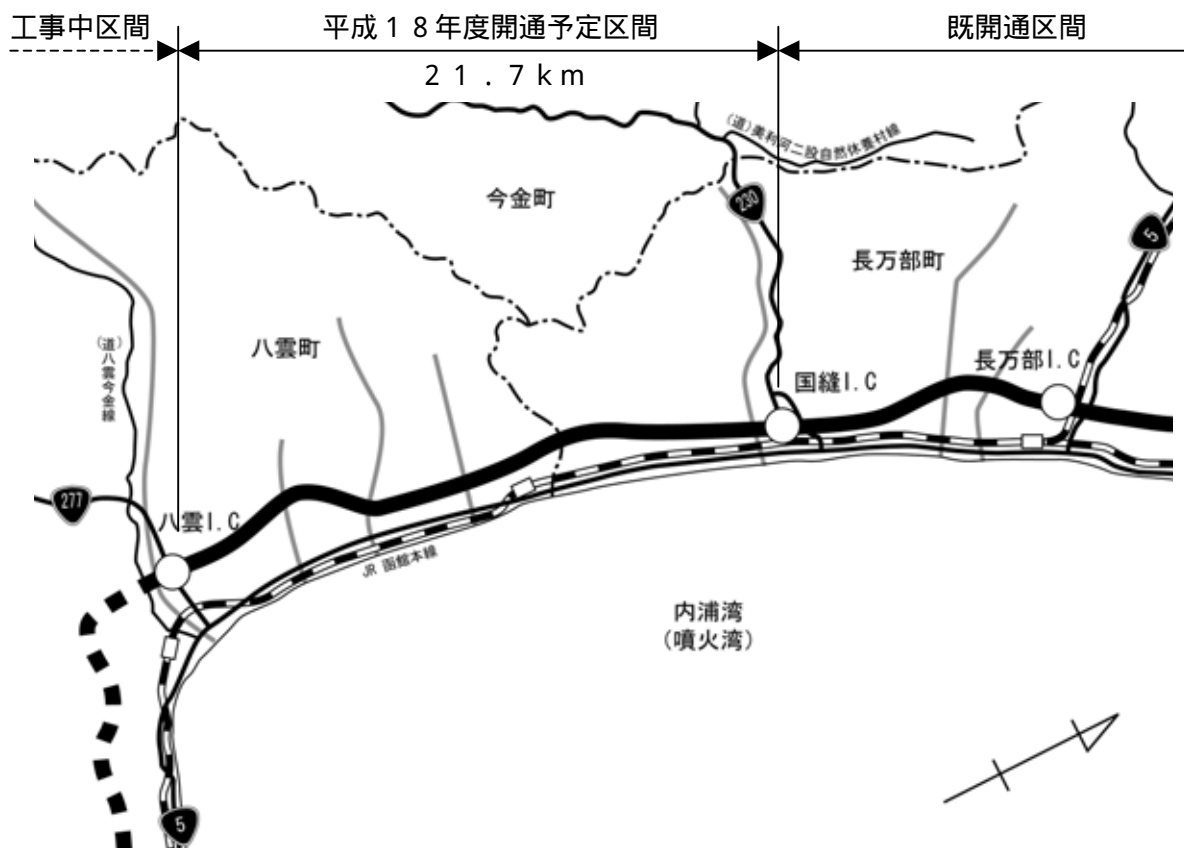 工事中区間
平成１８年度開通予定区間
既開通区間
２１．７ｋｍ
(道)美利河二股自然休養村線
今金町
230
長万部町
5
(道)八雲今金線
八雲町
長万部I.C
国縫I.C
277
八雲I.C
JR 函館本線
内浦湾
(噴火湾)
5